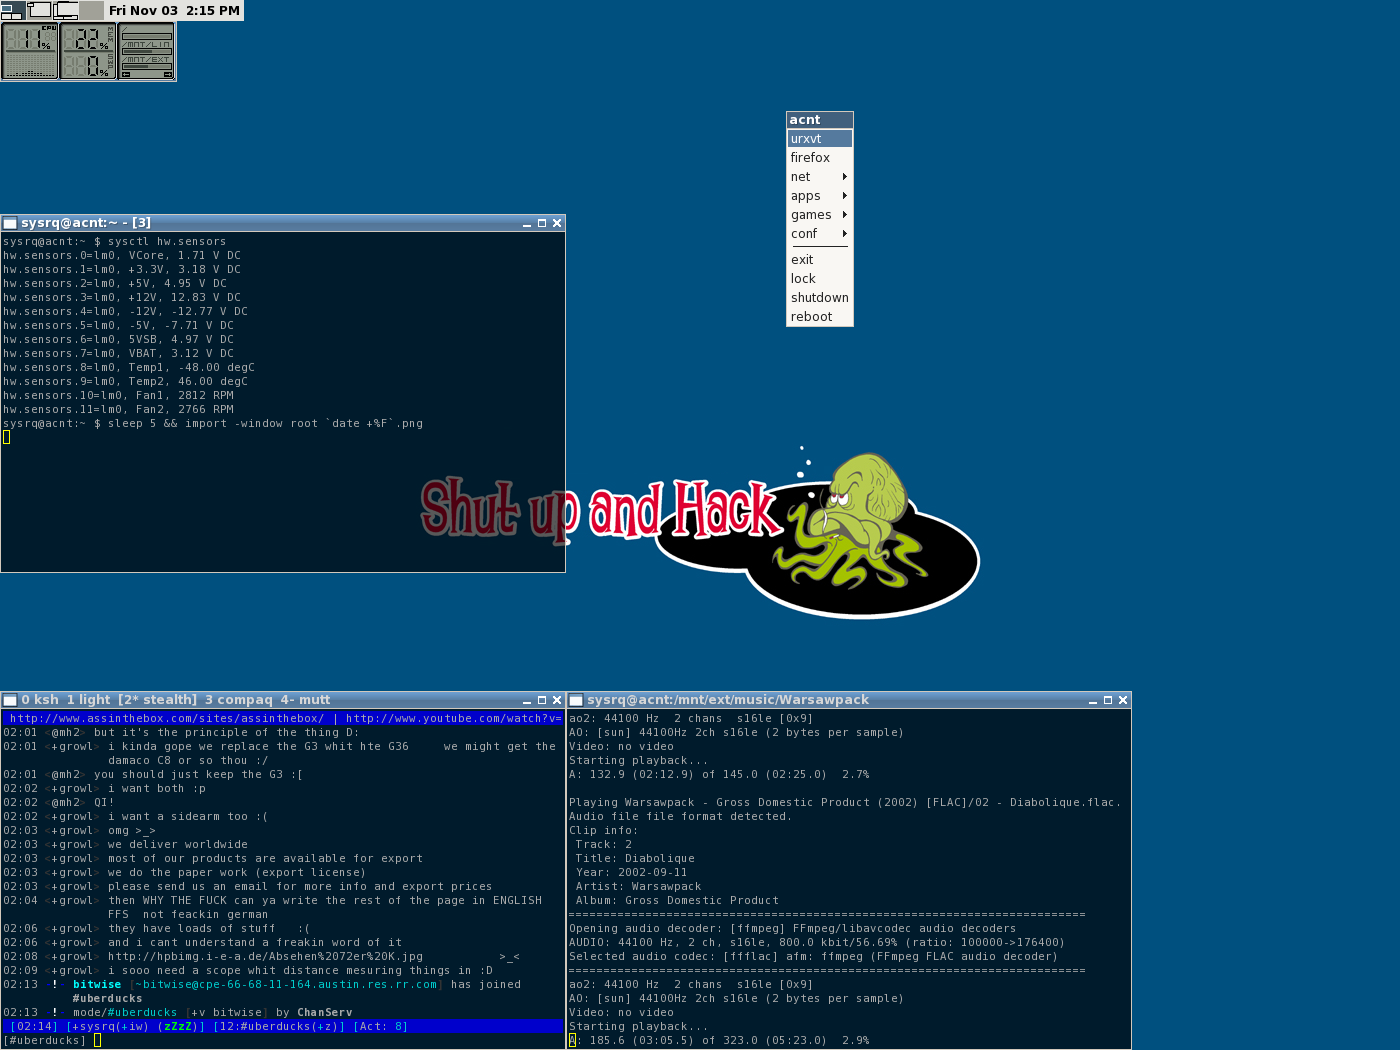 Fri Nov 03 2:15 PM
CPU
11%
22%
0%
/
/MNT/LIN
/MNT/EXT
acnt
urxvt
firefox
net
apps
games
conf
exit
lock
shutdown
reboot
sysrq@acnt:~ - [3]
sysrq@acnt:~ $ sysctl hw.sensors
hw.sensors.0=lm0, VCore, 1.71 V DC
hw.sensors.1=lm0, +3.3V, 3.18 V DC
hw.sensors.2=lm0, +5V, 4.95 V DC
hw.sensors.3=lm0, +12V, 12.83 V DC
hw.sensors.4=lm0, -12V, -12.77 V DC
hw.sensors.5=lm0, -5V, -7.71 V DC
hw.sensors.6=lm0, 5VSB, 4.97 V DC
hw.sensors.7=lm0, VBAT, 3.12 V DC
hw.sensors.8=lm0, Temp1, -48.00 degC
hw.sensors.9=lm0, Temp2, 46.00 degC
hw.sensors.10=lm0, Fan1, 2812 RPM
hw.sensors.11=lm0, Fan2, 2766 RPM
sysrq@acnt:~ $ sleep 5 && import -window root `date +%F`.png
Shut up and Hack
0 ksh 1 light [2* stealth] 3 compaq 4- mutt
http://www.assinthebox.com/sites/assinthebox/ | http://www.youtube.com/watch?v=
02:01 <@mh2> but it's the principle of the thing D:
02:01 <+growl> i kinda gope we replace the G3 whit hte G36 we might get the
damaco C8 or so thou :/
02:01 <@mh2> you should just keep the G3 :[
02:02 <+growl> i want both :p
02:02 <@mh2> QI!
02:02 <+growl> i want a sidearm too :(
02:03 <+growl> omg >_>
02:03 <+growl> we deliver worldwide
02:03 <+growl> most of our products are available for export
02:03 <+growl> we do the paper work (export license)
02:03 <+growl> please send us an email for more info and export prices
02:04 <+growl> then WHY THE FUCK can ya write the rest of the page in ENGLISH
FFS not feackin german
02:06 <+growl> they have loads of stuff :(
02:06 <+growl> and i cant understand a freakin word of it
02:08 <+growl> http://hpbimg.i-e-a.de/Absehen%2072er%20K.jpg >_<
02:09 <+growl> i sooo need a scope whit distance mesuring things in :D
02:13 -!- bitwise [~bitwise@cpe-66-68-11-164.austin.res.rr.com] has joined
#uberducks
02:13 -!- mode/#uberducks [+v bitwise] by ChanServ
[02:14] [+sysrq(+iw) (zZzZ)] [12:#uberducks(+z)] [Act: 8]
[#uberducks]
sysrq@acnt:/mnt/ext/music/Warsawpack
ao2: 44100 Hz 2 chans s16le [0x9]
AO: [sun] 44100Hz 2ch s16le (2 bytes per sample)
Video: no video
Starting playback...
A: 132.9 (02:12.9) of 145.0 (02:25.0) 2.7%
Playing Warsawpack - Gross Domestic Product (2002) [FLAC]/02 - Diabolique.flac.
Audio file file format detected.
Clip info:
Track: 2
Title: Diabolique
Year: 2002-09-11
Artist: Warsawpack
Album: Gross Domestic Product
==========================================================================
Opening audio decoder: [ffmpeg] FFmpeg/libavcodec audio decoders
AUDIO: 44100 Hz, 2 ch, s16le, 800.0 kbit/56.69% (ratio: 100000->176400)
Selected audio codec: [ffflac] afm: ffmpeg (FFmpeg FLAC audio decoder)
==========================================================================
ao2: 44100 Hz 2 chans s16le [0x9]
AO: [sun] 44100Hz 2ch s16le (2 bytes per sample)
Video: no video
Starting playback...
A: 185.6 (03:05.5) of 323.0 (05:23.0) 2.9%